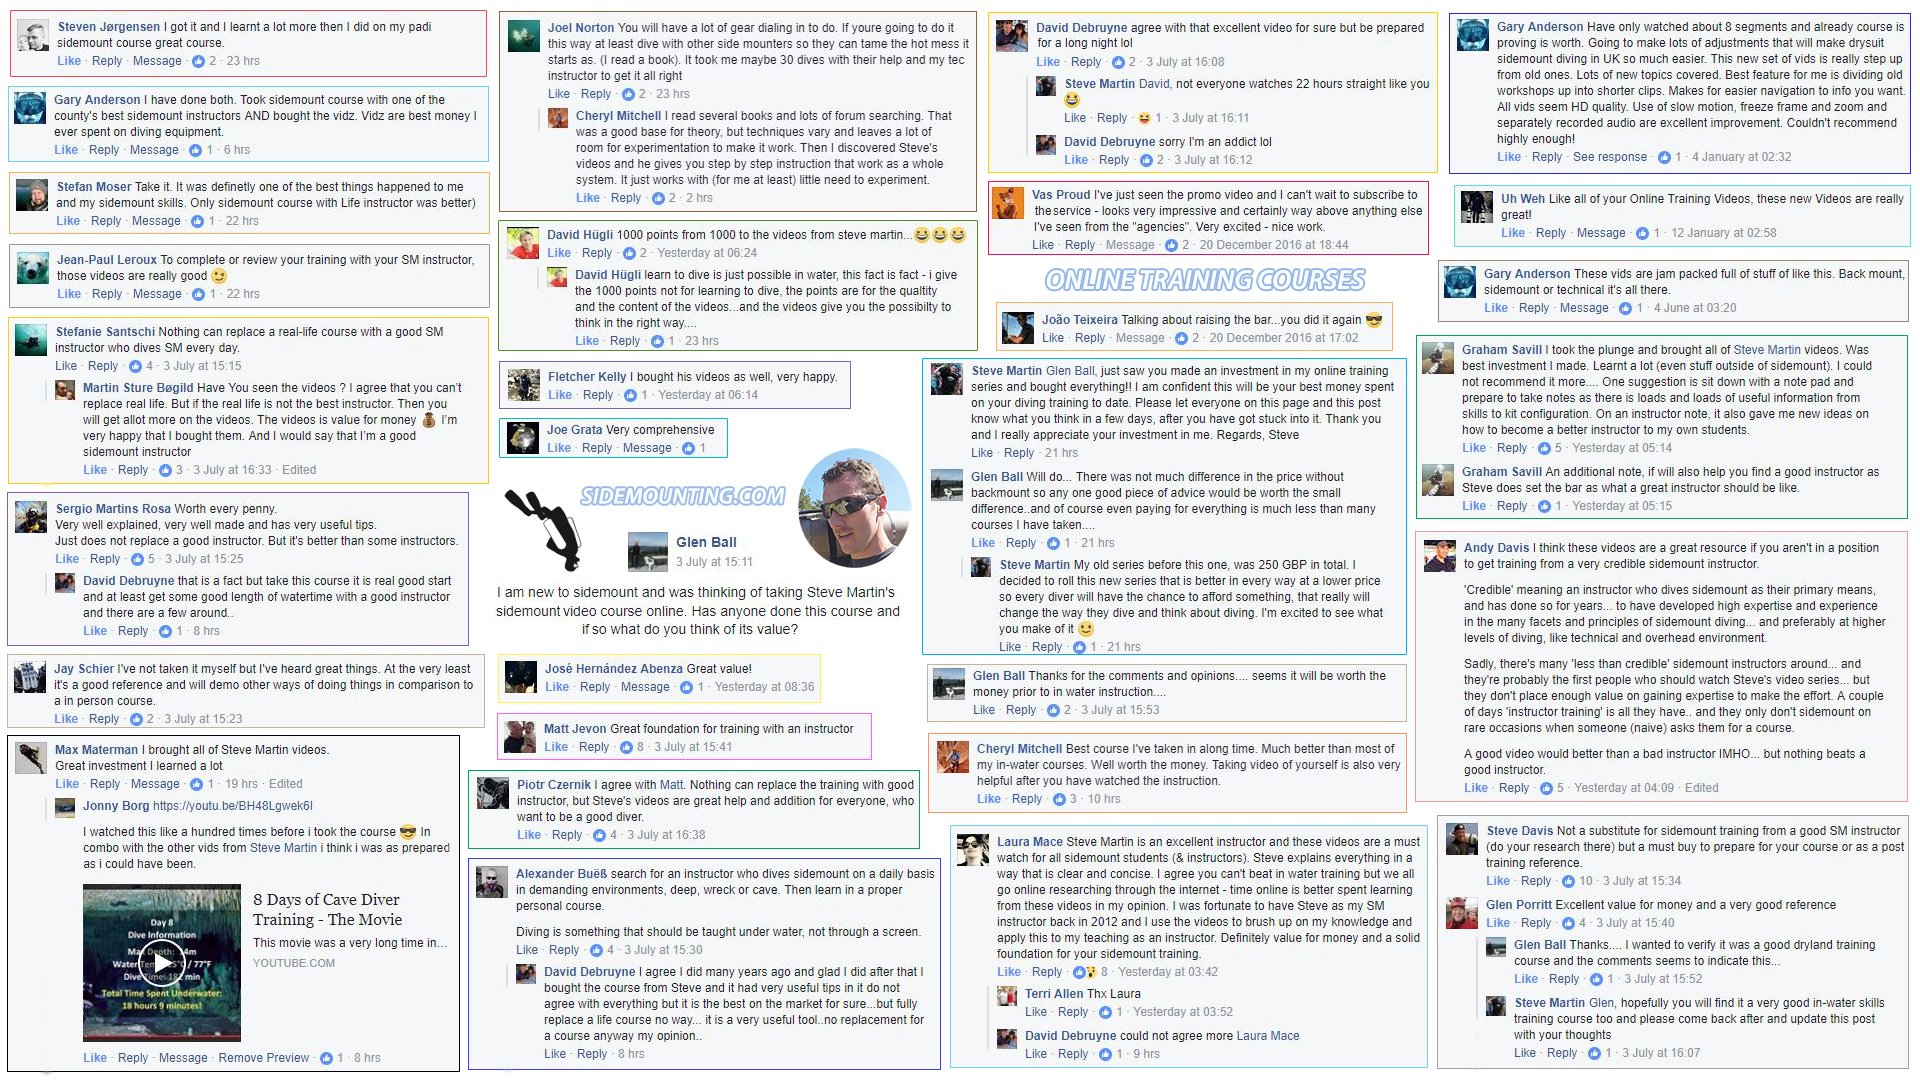 Steven Jørgensen I got it and I learnt a lot more then I did on my padi
sidemount course great course.
Like · Reply · Message · 2 · 23 hrs
Gary Anderson I have done both. Took sidemount course with one of the
county's best sidemount instructors AND bought the vidz. Vidz are best money I
ever spent on diving equipment.
Like · Reply · Message · 1 · 6 hrs
Stefan Moser Take it. It was definetly one of the best things happened to me
and my sidemount skills. Only sidemount course with Life instructor was better)
Like · Reply · Message · 1 · 22 hrs
Jean-Paul Leroux To complete or review your training with your SM instructor,
those videos are really good 😉
Like · Reply · Message · 1 · 22 hrs
Stefanie Santschi Nothing can replace a real-life course with a good SM
instructor who dives SM every day.
Like · Reply · 4 · 3 July at 15:15
Martin Sture Bøgild Have You seen the videos ? I agree that you can't
replace real life. But if the real life is not the best instructor. Then you
will get allot more on the videos. The videos is value for money 💰 I'm
very happy that I bought them. And I would say that I'm a good
sidemount instructor
Like · Reply · 3 · 3 July at 16:33 · Edited
Sergio Martins Rosa Worth every penny.
Very well explained, very well made and has very useful tips.
Just does not replace a good instructor. But it's better than some instructors.
Like · Reply · 5 · 3 July at 15:25
David Debruyne that is a fact but take this course it is real good start
and at least get some good length of watertime with a good instructor
and there are a few around..
Like · Reply · 1 · 8 hrs
Jay Schier I've not taken it myself but I've heard great things. At the very least
it's a good reference and will demo other ways of doing things in comparison to
a in person course.
Like · Reply · 2 · 3 July at 15:23
Max Materman I brought all of Steve Martin videos.
Great investment I learned a lot
Like · Reply · Message · 1 · 19 hrs · Edited
Jonny Borg https://youtu.be/BH48Lgwek6I
I watched this like a hundred times before i took the course 😎 In
combo with the other vids from Steve Martin i think i was as prepared
as i could have been.
Day 8
Dive Information
Max Depth: 14m
Water Temp: 25°C / 77°F
Dive Time: 182 min
Total Time Spent Underwater:
18 hours 9 minutes!
8 Days of Cave Diver
Training - The Movie
This movie was a very long time in...
YOUTUBE.COM
Like · Reply · Message · Remove Preview · 1 · 8 hrs
Joel Norton You will have a lot of gear dialing in to do. If youre going to do it
this way at least dive with other side mounters so they can tame the hot mess it
starts as. (I read a book). It took me maybe 30 dives with their help and my tec
instructor to get it all right
Like · Reply · 2 · 23 hrs
Cheryl Mitchell I read several books and lots of forum searching. That
was a good base for theory, but techniques vary and leaves a lot of
room for experimentation to make it work. Then I discovered Steve's
videos and he gives you step by step instruction that work as a whole
system. It just works with (for me at least) little need to experiment.
Like · Reply · 2 · 2 hrs
David Hügli 1000 points from 1000 to the videos from steve martin...😀😀😀
Like · Reply · 2 · Yesterday at 06:24
David Hügli learn to dive is just possible in water, this fact is fact - i give
the 1000 points not for learning to dive, the points are for the qualtity
and the content of the videos...and the videos give you the possibilty to
think in the right way....
Like · Reply · 1 · 23 hrs
Fletcher Kelly I bought his videos as well, very happy.
Like · Reply · 1 · Yesterday at 06:14
Joe Grata Very comprehensive
Like · Reply · Message · 1
SIDEMOUNTING.COM
Glen Ball
3 July at 15:11
I am new to sidemount and was thinking of taking Steve Martin's
sidemount video course online. Has anyone done this course and
if so what do you think of its value?
José Hernández Abenza Great value!
Like · Reply · Message · 1 · Yesterday at 08:36
Matt Jevon Great foundation for training with an instructor
Like · Reply · 8 · 3 July at 15:41
Piotr Czernik I agree with Matt. Nothing can replace the training with good
instructor, but Steve's videos are great help and addition for everyone, who
want to be a good diver.
Like · Reply · 4 · 3 July at 16:38
Alexander Bueß search for an instructor who dives sidemount on a daily basis
in demanding environments, deep, wreck or cave. Then learn in a proper
personal course.
Diving is something that should be taught under water, not through a screen.
Like · Reply · 4 · 3 July at 15:30
David Debruyne I agree I did many years ago and glad I did after that I
bought the course from Steve and it had very useful tips in it do not
agree with everything but it is the best on the market for sure...but fully
replace a life course no way... it is a very useful tool..no replacement for
a course anyway my opinion..
Like · Reply · 8 hrs
David Debruyne agree with that excellent video for sure but be prepared
for a long night lol
Like · Reply · 2 · 3 July at 16:08
Steve Martin David, not everyone watches 22 hours straight like you
😀
Like · Reply · 😆 1 · 3 July at 16:11
David Debruyne sorry I'm an addict lol
Like · Reply · 2 · 3 July at 16:12
Vas Proud I've just seen the promo video and I can't wait to subscribe to
the service - looks very impressive and certainly way above anything else
I've seen from the "agencies". Very excited - nice work.
Like · Reply · Message · 2 · 20 December 2016 at 18:44
ONLINE TRAINING COURSES
João Teixeira Talking about raising the bar...you did it again 😎
Like · Reply · Message · 2 · 20 December 2016 at 17:02
Steve Martin Glen Ball, just saw you made an investment in my online training
series and bought everything!! I am confident this will be your best money spent
on your diving training to date. Please let everyone on this page and this post
know what you think in a few days, after you have got stuck into it. Thank you
and I really appreciate your investment in me. Regards, Steve
Like · Reply · 21 hrs
Glen Ball Will do... There was not much difference in the price without
backmount so any one good piece of advice would be worth the small
difference..and of course even paying for everything is much less than many
courses I have taken....
Like · Reply · 1 · 21 hrs
Steve Martin My old series before this one, was 250 GBP in total. I
decided to roll this new series that is better in every way at a lower price
so every diver will have the chance to afford something, that really will
change the way they dive and think about diving. I'm excited to see what
you make of it 😉
Like · Reply · 1 · 21 hrs
Glen Ball Thanks for the comments and opinions.... seems it will be worth the
money prior to in water instruction....
Like · Reply · 2 · 3 July at 15:53
Cheryl Mitchell Best course I've taken in along time. Much better than most of
my in-water courses. Well worth the money. Taking video of yourself is also very
helpful after you have watched the instruction.
Like · Reply · 3 · 10 hrs
Laura Mace Steve Martin is an excellent instructor and these videos are a must
watch for all sidemount students (& instructors). Steve explains everything in a
way that is clear and concise. I agree you can't beat in water training but we all
go online researching through the internet - time online is better spent learning
from these videos in my opinion. I was fortunate to have Steve as my SM
instructor back in 2012 and I use the videos to brush up on my knowledge and
apply this to my teaching as an instructor. Definitely value for money and a solid
foundation for your sidemount training.
Like · Reply · 8 · Yesterday at 03:42
Terri Allen Thx Laura
Like · Reply · 1 · Yesterday at 03:52
David Debruyne could not agree more Laura Mace
Like · Reply · 1 · 9 hrs
Gary Anderson Have only watched about 8 segments and already course is
proving is worth. Going to make lots of adjustments that will make drysuit
sidemount diving in UK so much easier. This new set of vids is really step up
from old ones. Lots of new topics covered. Best feature for me is dividing old
workshops up into shorter clips. Makes for easier navigation to info you want.
All vids seem HD quality. Use of slow motion, freeze frame and zoom and
separately recorded audio are excellent improvement. Couldn't recommend
highly enough!
Like · Reply · See response · 1 · 4 January at 02:32
Uh Weh Like all of your Online Training Videos, these new Videos are really
great!
Like · Reply · Message · 1 · 12 January at 02:58
Gary Anderson These vids are jam packed full of stuff of like this. Back mount,
sidemount or technical it's all there.
Like · Reply · Message · 1 · 4 June at 03:20
Graham Savill I took the plunge and brought all of Steve Martin videos. Was
best investment I made. Learnt a lot (even stuff outside of sidemount). I could
not recommend it more.... One suggestion is sit down with a note pad and
prepare to take notes as there is loads and loads of useful information from
skills to kit configuration. On an instructor note, it also gave me new ideas on
how to become a better instructor to my own students.
Like · Reply · 5 · Yesterday at 05:14
Graham Savill An additional note, if will also help you find a good instructor as
Steve does set the bar as what a great instructor should be like.
Like · Reply · 1 · Yesterday at 05:15
Andy Davis I think these videos are a great resource if you aren't in a position
to get training from a very credible sidemount instructor.
'Credible' meaning an instructor who dives sidemount as their primary means,
and has done so for years... to have developed high expertise and experience
in the many facets and principles of sidemount diving... and preferably at higher
levels of diving, like technical and overhead environment.
Sadly, there's many 'less than credible' sidemount instructors around... and
they're probably the first people who should watch Steve's video series... but
they don't place enough value on gaining expertise to make the effort. A couple
of days 'instructor training' is all they have.. and they only don't sidemount on
rare occasions when someone (naive) asks them for a course.
A good video would better than a bad instructor IMHO... but nothing beats a
good instructor.
Like · Reply · 5 · Yesterday at 04:09 · Edited
Steve Davis Not a substitute for sidemount training from a good SM instructor
(do your research there) but a must buy to prepare for your course or as a post
training reference.
Like · Reply · 10 · 3 July at 15:34
Glen Porritt Excellent value for money and a very good reference
Like · Reply · 4 · 3 July at 15:40
Glen Ball Thanks.... I wanted to verify it was a good dryland training
course and the comments seems to indicate this...
Like · Reply · 1 · 3 July at 15:52
Steve Martin Glen, hopefully you will find it a very good in-water skills
training course too and please come back after and update this post
with your thoughts
Like · Reply · 1 · 3 July at 16:07